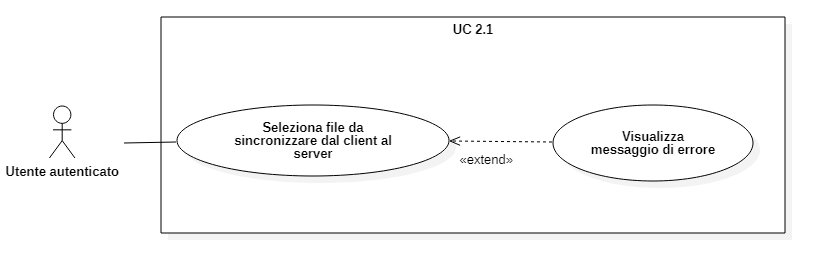 UC 2.1
Seleziona file da
sincronizzare dal client al
server
Visualizza
messaggio di errore
«extend»
Utente autenticato